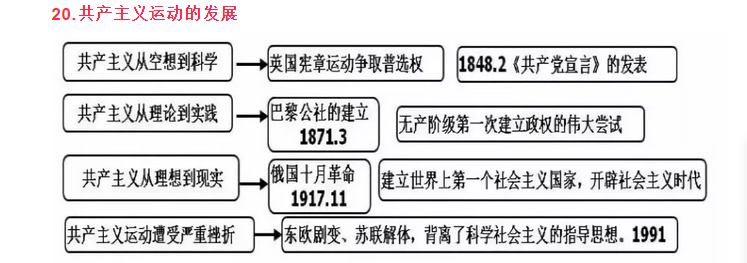 20.共产主义运动的发展
共产主义从空想到科学
英国宪章运动争取普选权
1848.2《共产党宣言》的发表
共产主义从理论到实践
巴黎公社的建立
1871.3
无产阶级第一次建立政权的伟大尝试
共产主义从理想到现实
俄国十月革命
1917.11
建立世界上第一个社会主义国家，开辟社会主义时代
共产主义运动遭受严重挫折
东欧剧变、苏联解体，背离了科学社会主义的指导思想。1991